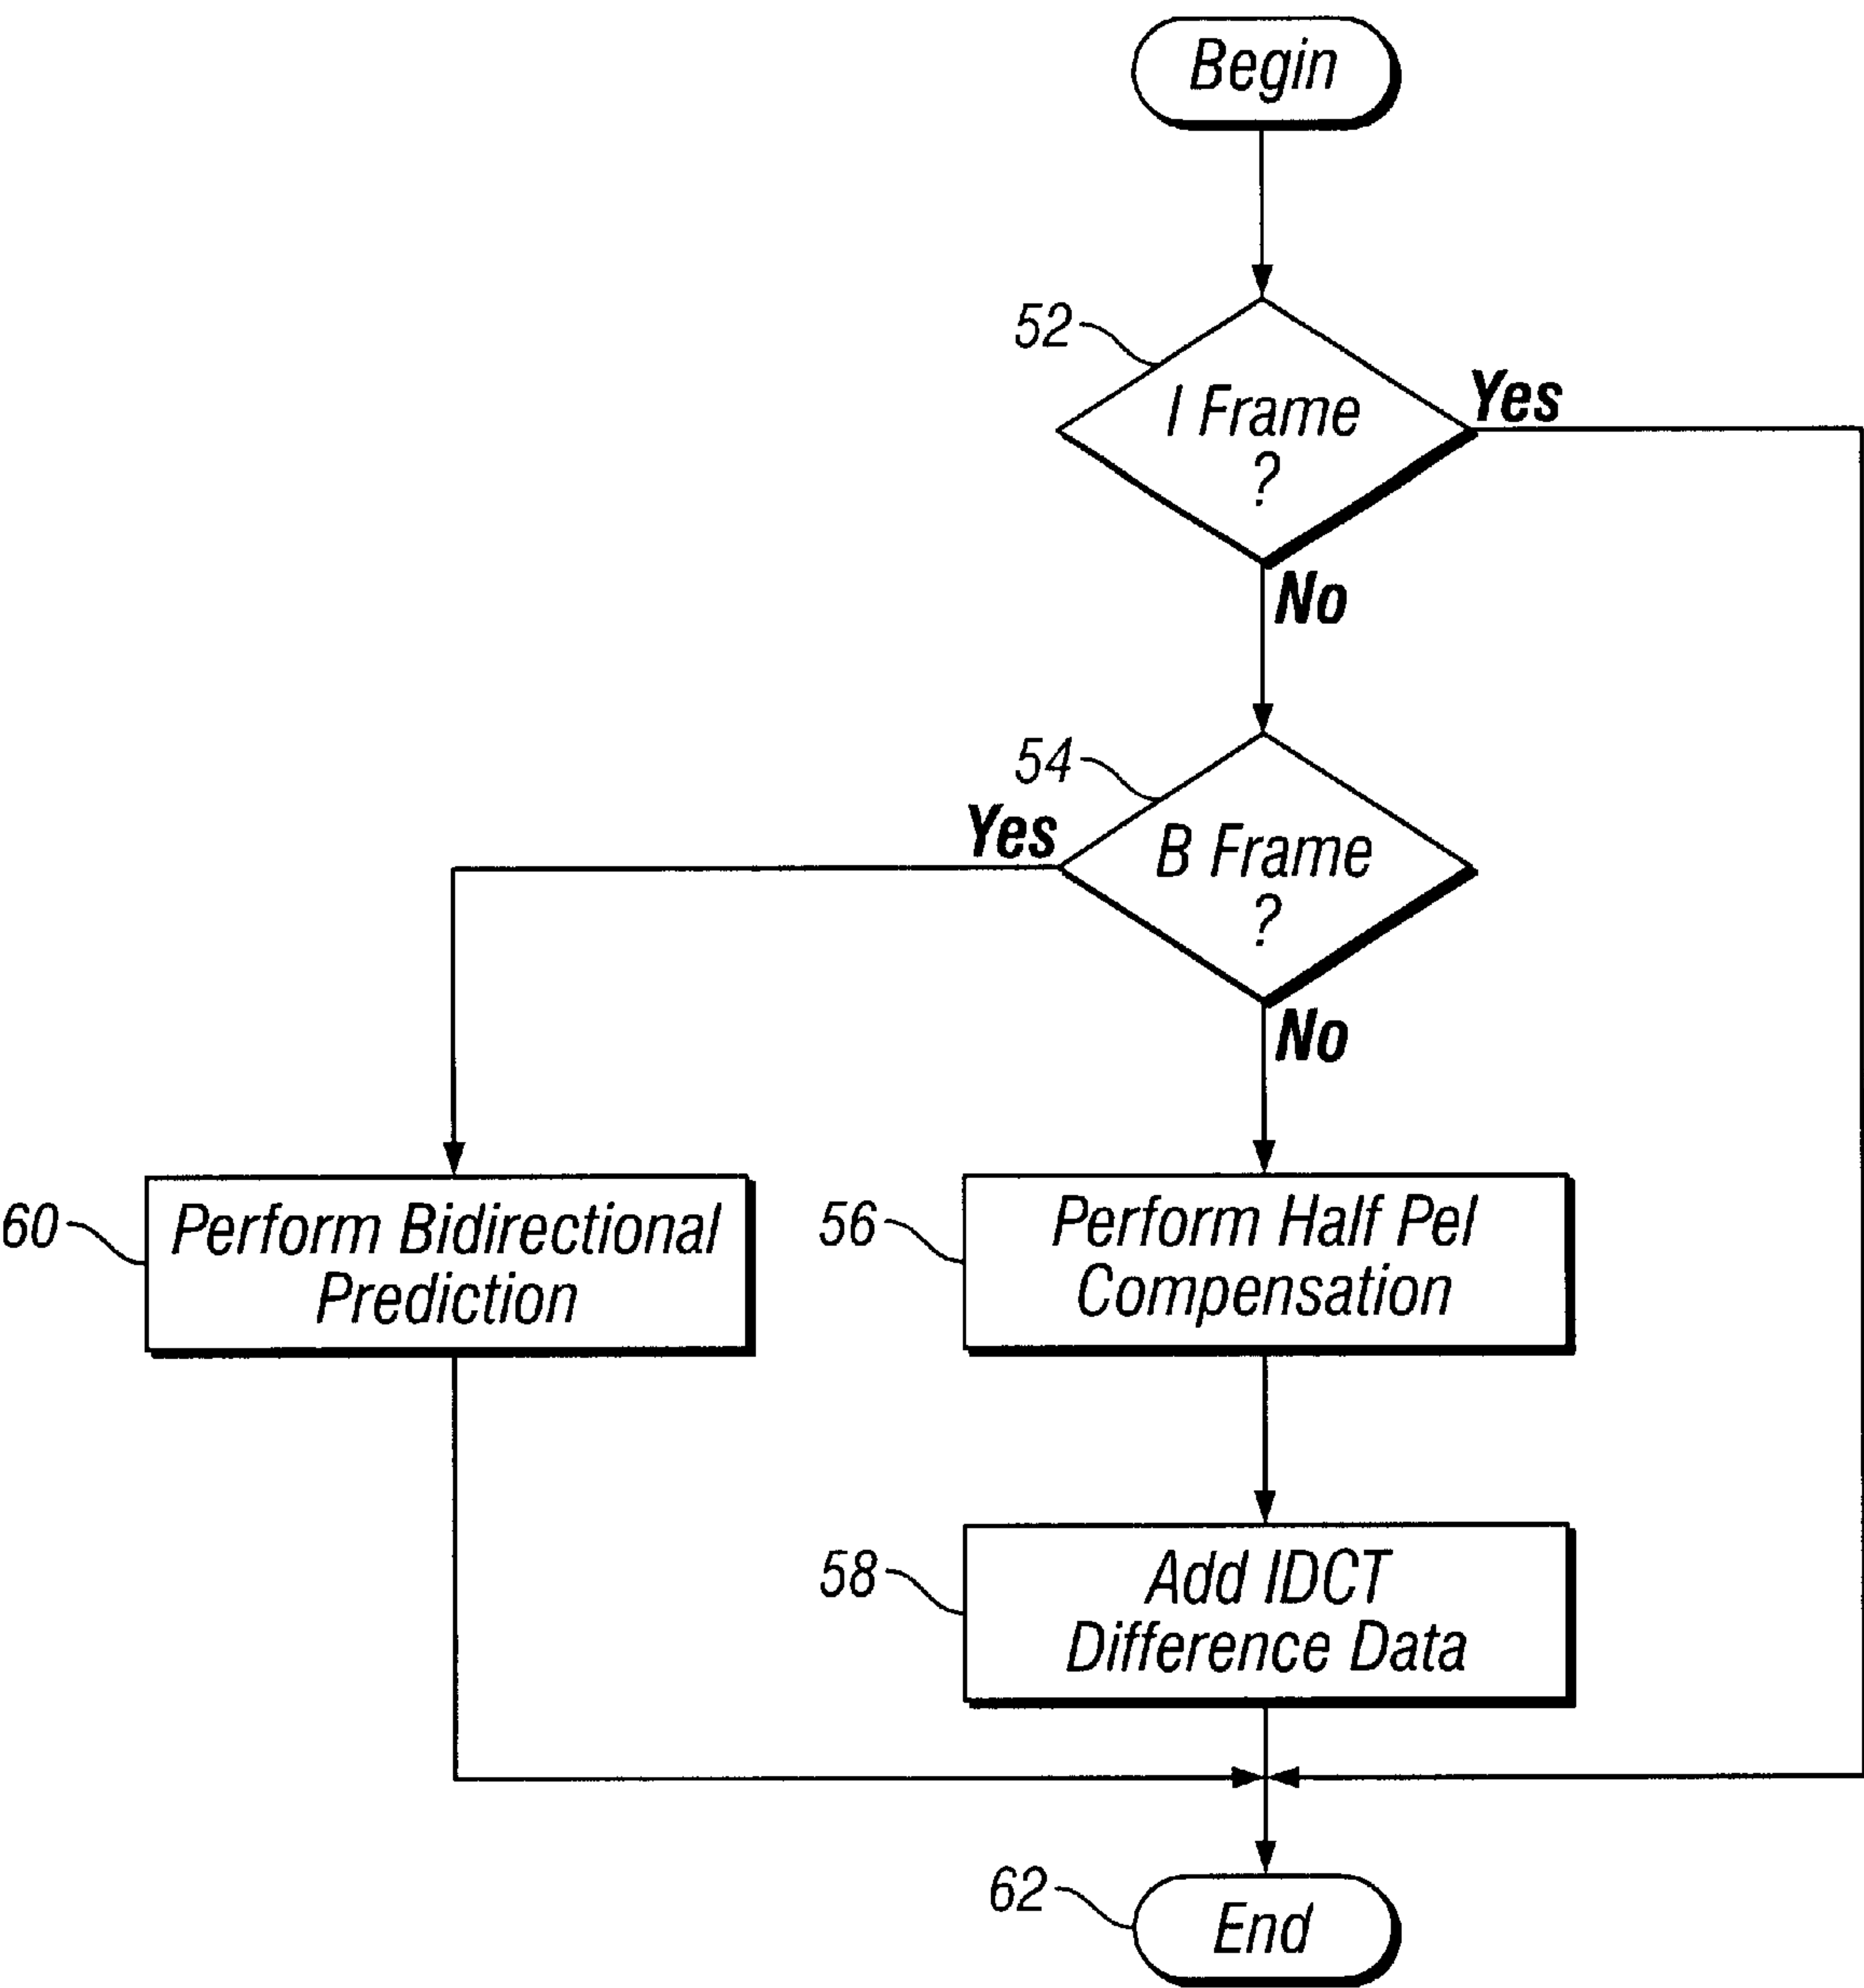 Begin
52
I Frame
?
Yes
No
54
Yes
B Frame
?
No
60
Perform Bidirectional
Prediction
56
Perform Half Pel
Compensation
58
Add IDCT
Difference Data
62
End